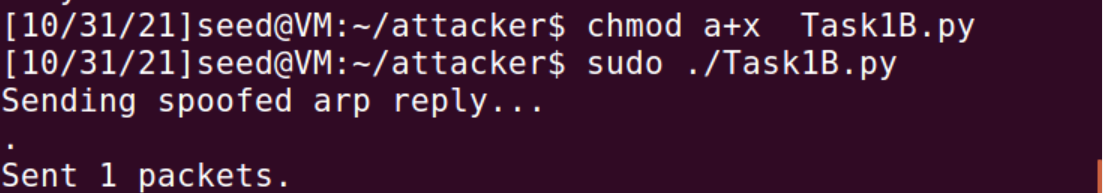 [10/31/21]seed@VM:~/attacker$ chmod a+x  Task1B.py
[10/31/21]seed@VM:~/attacker$ sudo ./Task1B.py
Sending spoofed arp reply...
.
Sent 1 packets.